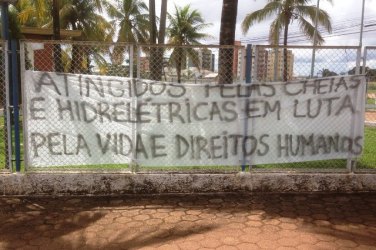 ATINGIDOS PELAS CHEIAS
E HIDRELÉTRICAS EM LUTA
PELA VIDA E DIREITOS HUMANOS